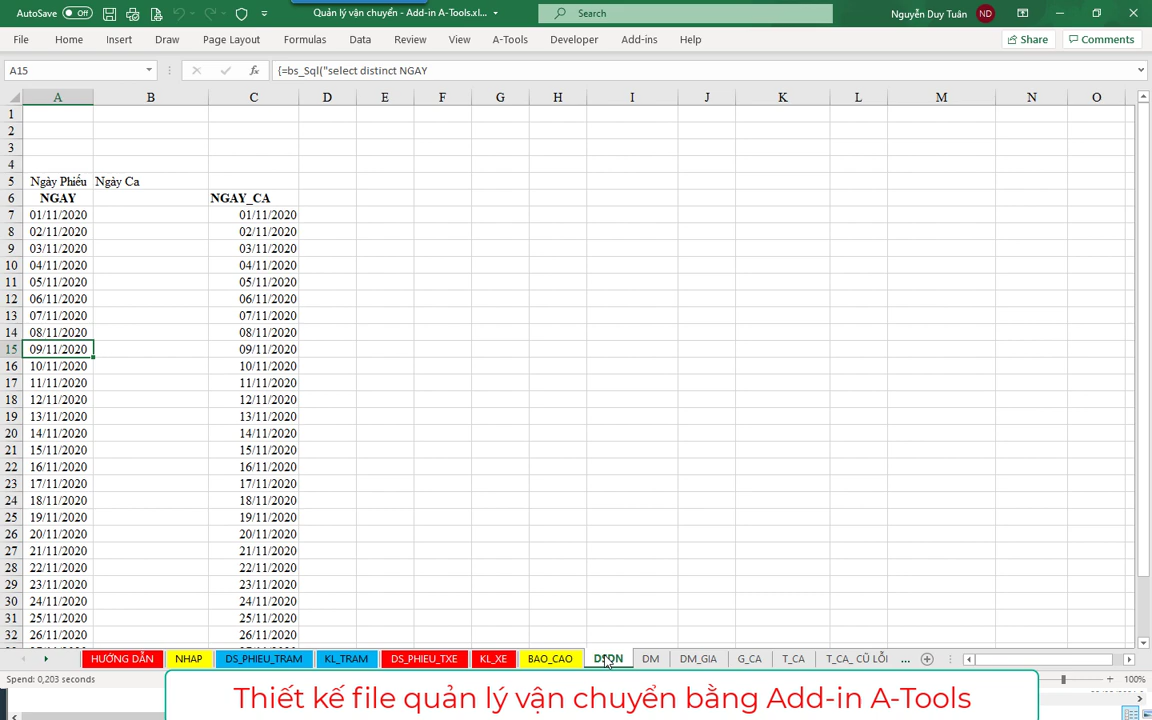 AutoSave Off Quản lý vận chuyển - Add-in A-Tools.xl... Search Nguyễn Duy Tuân ND
File Home Insert Draw Page Layout Formulas Data Review View A-Tools Developer Add-ins Help Share Comments
A15 fx {=bs_Sql("select distinct NGAY
A B C D E F G H I J K L M N O
1
2
3
4
5 Ngày Phiếu Ngày Ca
6 NGAY NGAY_CA
7 01/11/2020 01/11/2020
8 02/11/2020 02/11/2020
9 03/11/2020 03/11/2020
10 04/11/2020 04/11/2020
11 05/11/2020 05/11/2020
12 06/11/2020 06/11/2020
13 07/11/2020 07/11/2020
14 08/11/2020 08/11/2020
15 09/11/2020 09/11/2020
16 10/11/2020 10/11/2020
17 11/11/2020 11/11/2020
18 12/11/2020 12/11/2020
19 13/11/2020 13/11/2020
20 14/11/2020 14/11/2020
21 15/11/2020 15/11/2020
22 16/11/2020 16/11/2020
23 17/11/2020 17/11/2020
24 18/11/2020 18/11/2020
25 19/11/2020 19/11/2020
26 20/11/2020 20/11/2020
27 21/11/2020 21/11/2020
28 22/11/2020 22/11/2020
29 23/11/2020 23/11/2020
30 24/11/2020 24/11/2020
31 25/11/2020 25/11/2020
32 26/11/2020 26/11/2020
HƯỚNG DẪN NHAP DS_PHIEU_TRAM KL_TRAM DS_PHIEU_TXE KL_XE BAO_CAO DSDN DM DM_GIA G_CA T_CA T_CA_ CŨ LỖI ...
Spend: 0,203 seconds 100%
Thiết kế file quản lý vận chuyển bằng Add-in A-Tools